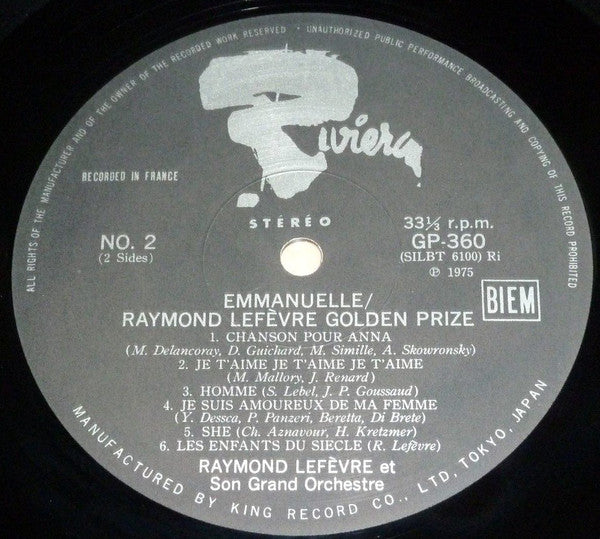 ALL RIGHTS OF THE MANUFACTURER AND OF THE OWNER OF THE RECORDED WORK RESERVED • UNAUTHORIZED PUBLIC PERFORMANCE BROADCASTING AND COPYING OF THIS RECORD PROHIBITED
Riviera
RECORDED IN FRANCE
STÉRÉO
33⅓ r.p.m.
NO. 2
GP-360
(2 Sides)
(SILBT 6100) Ri
℗ 1975
EMMANUELLE/
RAYMOND LEFÈVRE GOLDEN PRIZE
BIEM
1. CHANSON POUR ANNA
(M. Delancoray, D. Guichard, M. Simille, A. Skowronsky)
2. JE T'AIME JE T'AIME JE T'AIME
(M. Mallory, J. Renard)
3. HOMME (S. Lebel, J. P. Goussaud)
4. JE SUIS AMOUREUX DE MA FEMME
(Y. Dessca, P. Panzeri, Beretta, Di Brete)
5. SHE (Ch. Aznavour, H. Kretzmer)
6. LES ENFANTS DU SIECLE (R. Lefèvre)
RAYMOND LEFÈVRE et
Son Grand Orchestre
MANUFACTURED BY KING RECORD CO., LTD, TOKYO, JAPAN